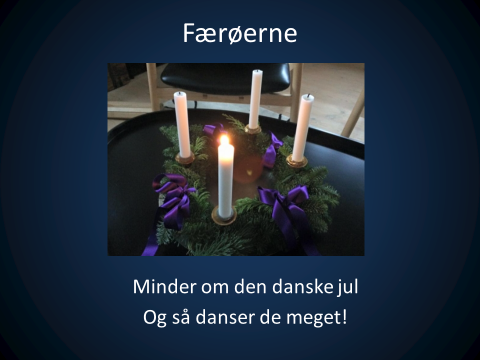 Færøerne
Minder om den danske jul
Og så danser de meget!